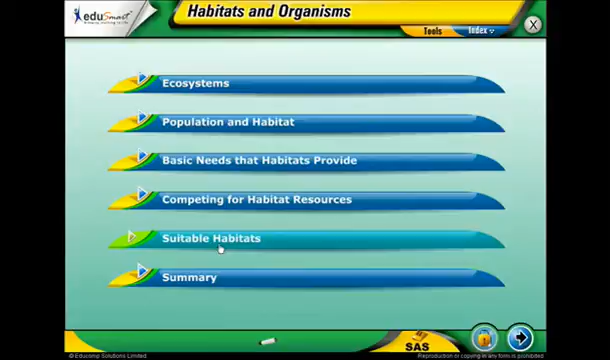 eduSmart
Habitats and Organisms
Tools
Index
X
Ecosystems
Population and Habitat
Basic Needs that Habitats Provide
Competing for Habitat Resources
Suitable Habitats
Summary
SAS
© Educomp Solutions Limited
Reproduction or copying in any form is prohibited